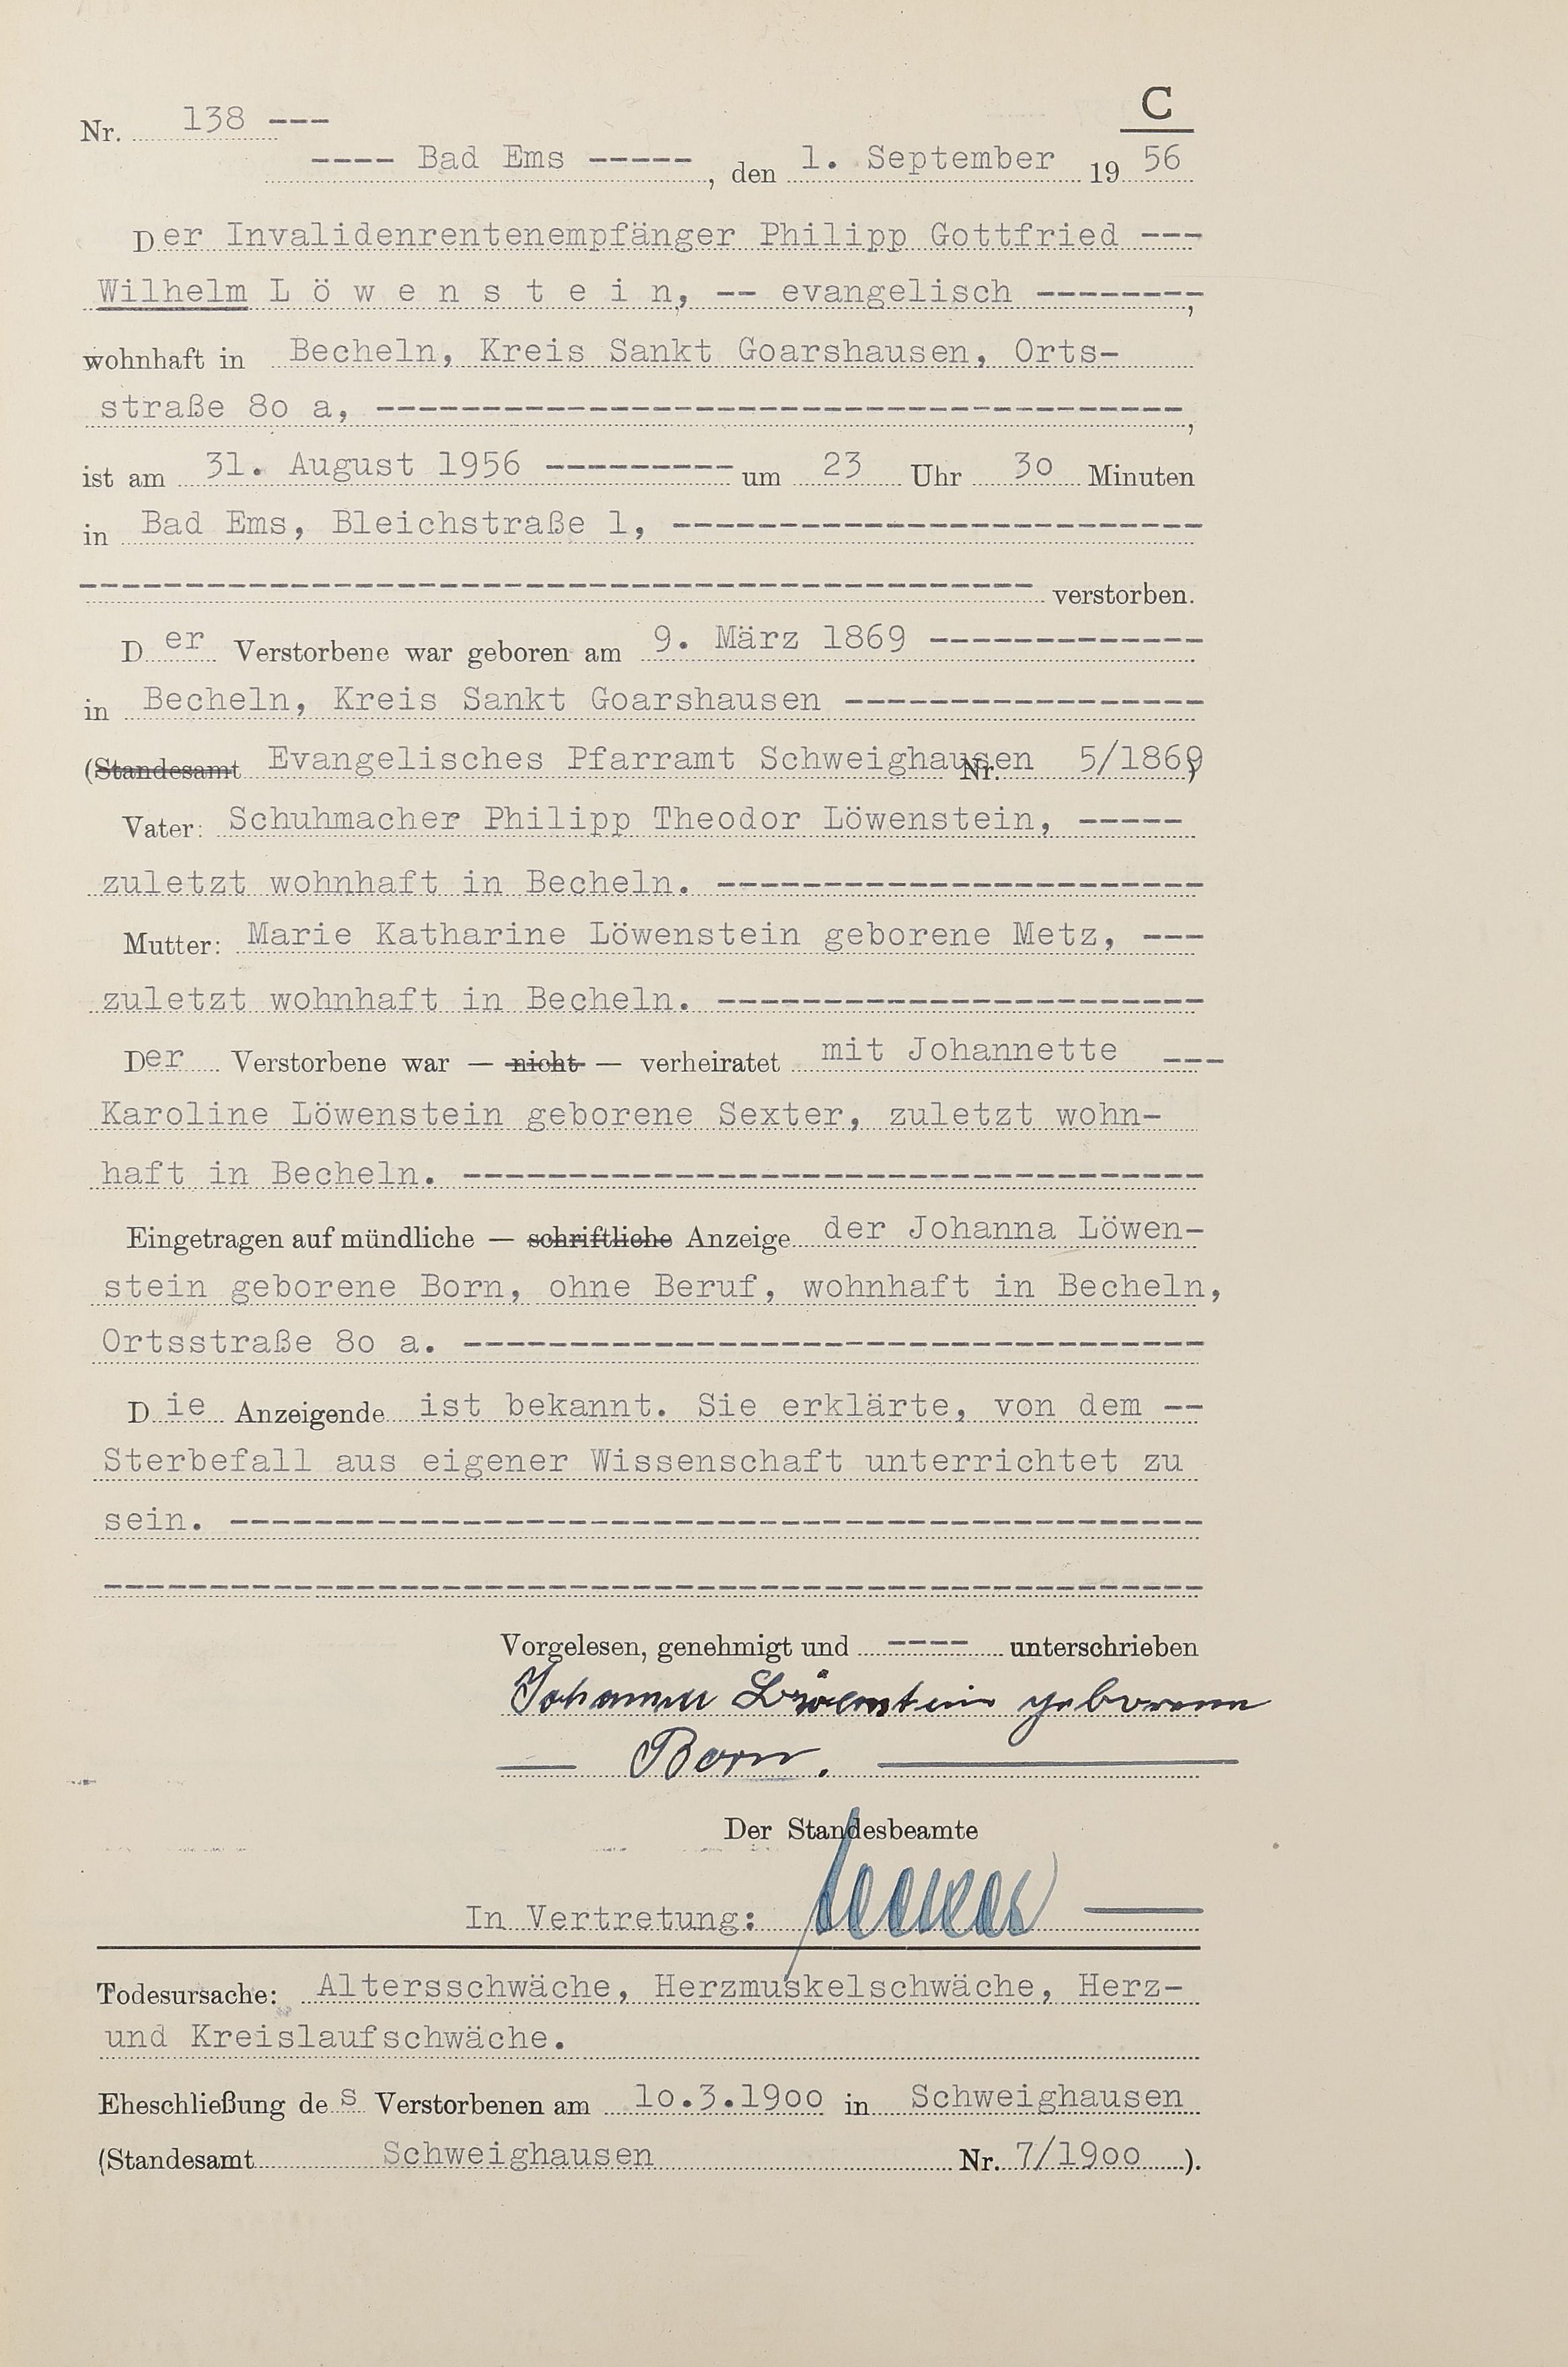 C
Nr. 138 ---
---- Bad Ems -----, den 1. September 1956
Der Invalidenrentenempfänger Philipp Gottfried ---
Wilhelm L ö w e n s t e i n, -- evangelisch --------,
wohnhaft in Becheln, Kreis Sankt Goarshausen, Orts-
straße 8o a, --------------------------------------,
ist am 31. August 1956 --------- um 23 Uhr 3o Minuten
in Bad Ems, Bleichstraße 1, -------------------------
--------------------------------------------- verstorben.
Der Verstorbene war geboren am 9. März 1869 -------------
in Becheln, Kreis Sankt Goarshausen -----------------
(Standesamt Evangelisches Pfarramt Schweighausen Nr. 5/1869)
Vater: Schuhmacher Philipp Theodor Löwenstein, -----
zuletzt wohnhaft in Becheln. -----------------------
Mutter: Marie Katharine Löwenstein geborene Metz, ---
zuletzt wohnhaft in Becheln. -----------------------
Der Verstorbene war — nicht — verheiratet mit Johannette ---
Karoline Löwenstein geborene Sexter, zuletzt wohn-
haft in Becheln. -----------------------------------
Eingetragen auf mündliche — schriftliche Anzeige der Johanna Löwen-
stein geborene Born, ohne Beruf, wohnhaft in Becheln,
Ortsstraße 8o a. -----------------------------------
Die Anzeigende ist bekannt. Sie erklärte, von dem --
Sterbefall aus eigener Wissenschaft unterrichtet zu
sein. ----------------------------------------------
----------------------------------------------------
Vorgelesen, genehmigt und ---- unterschrieben
Johanna Löwenstein geborene
— Born. —
Der Standesbeamte
In Vertretung:
Todesursache: Altersschwäche, Herzmuskelschwäche, Herz-
und Kreislaufschwäche.
Eheschließung des Verstorbenen am 1o.3.19oo in Schweighausen
(Standesamt Schweighausen Nr. 7/19oo ).